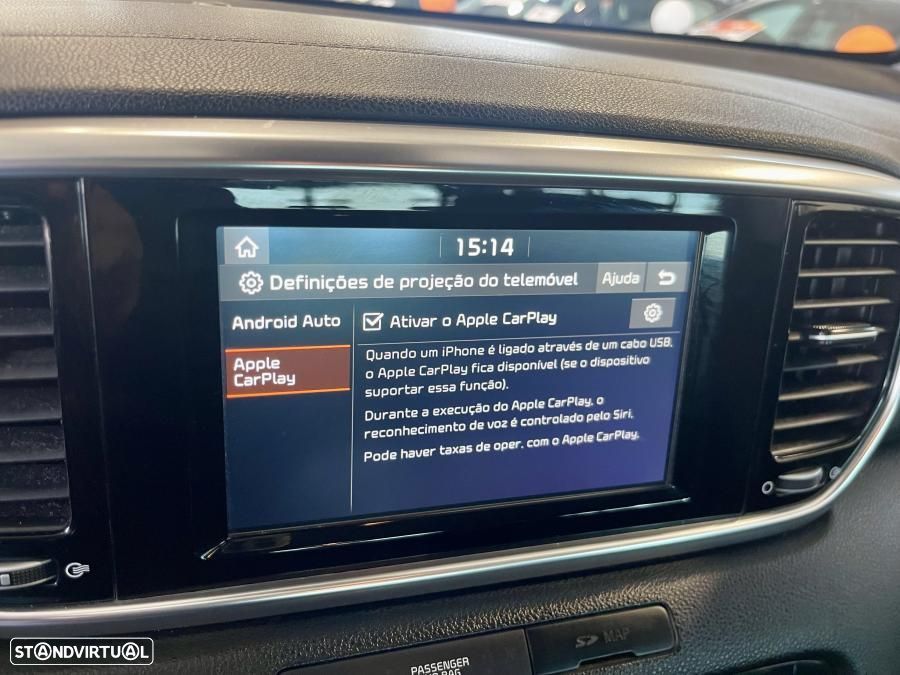 15:14
Definições de projeção do telemóvel
Ajuda
Android Auto
Apple
CarPlay
Ativar o Apple CarPlay
Quando um iPhone é ligado através de um cabo USB,
o Apple CarPlay fica disponível (se o dispositivo
suportar essa função).
Durante a execução do Apple CarPlay, o
reconhecimento de voz é controlado pelo Siri.
Pode haver taxas de oper. com o Apple CarPlay.
SD MAP
PASSENGER
BAG
STANDVIRTUAL